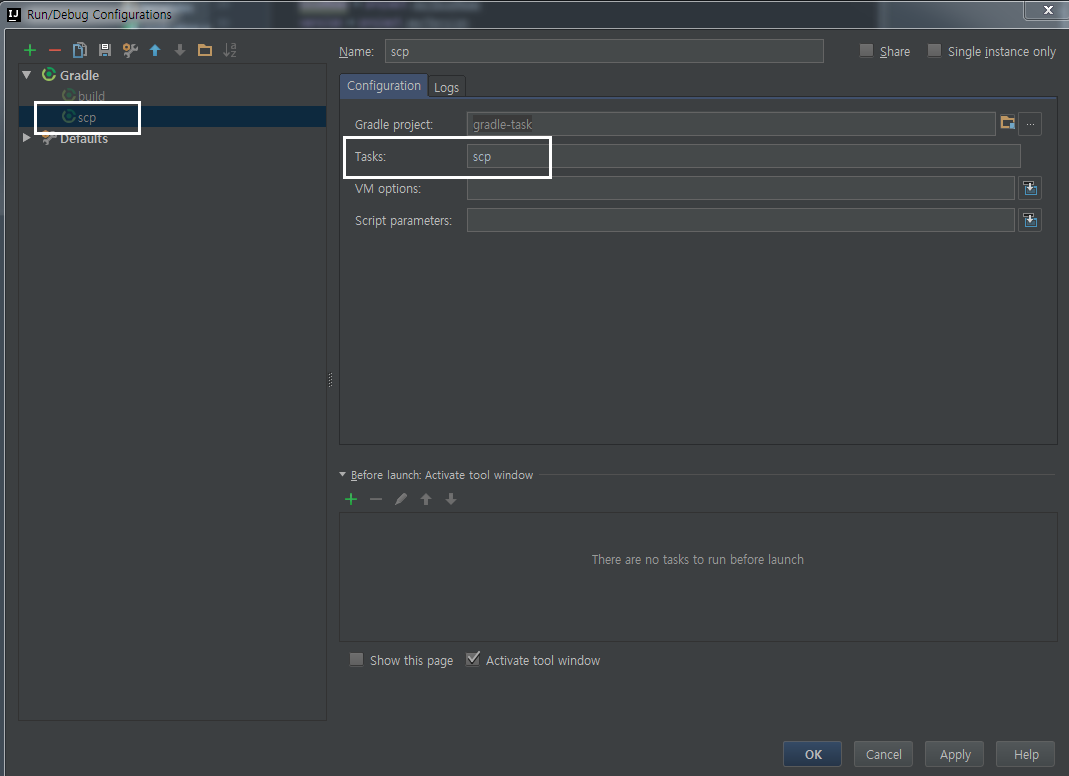 Run/Debug Configurations
Name: scp
Share
Single instance only
Gradle
build
scp
Defaults
Configuration
Logs
Gradle project: gradle-task
Tasks: scp
VM options:
Script parameters:
Before launch: Activate tool window
There are no tasks to run before launch
Show this page
Activate tool window
OK
Cancel
Apply
Help